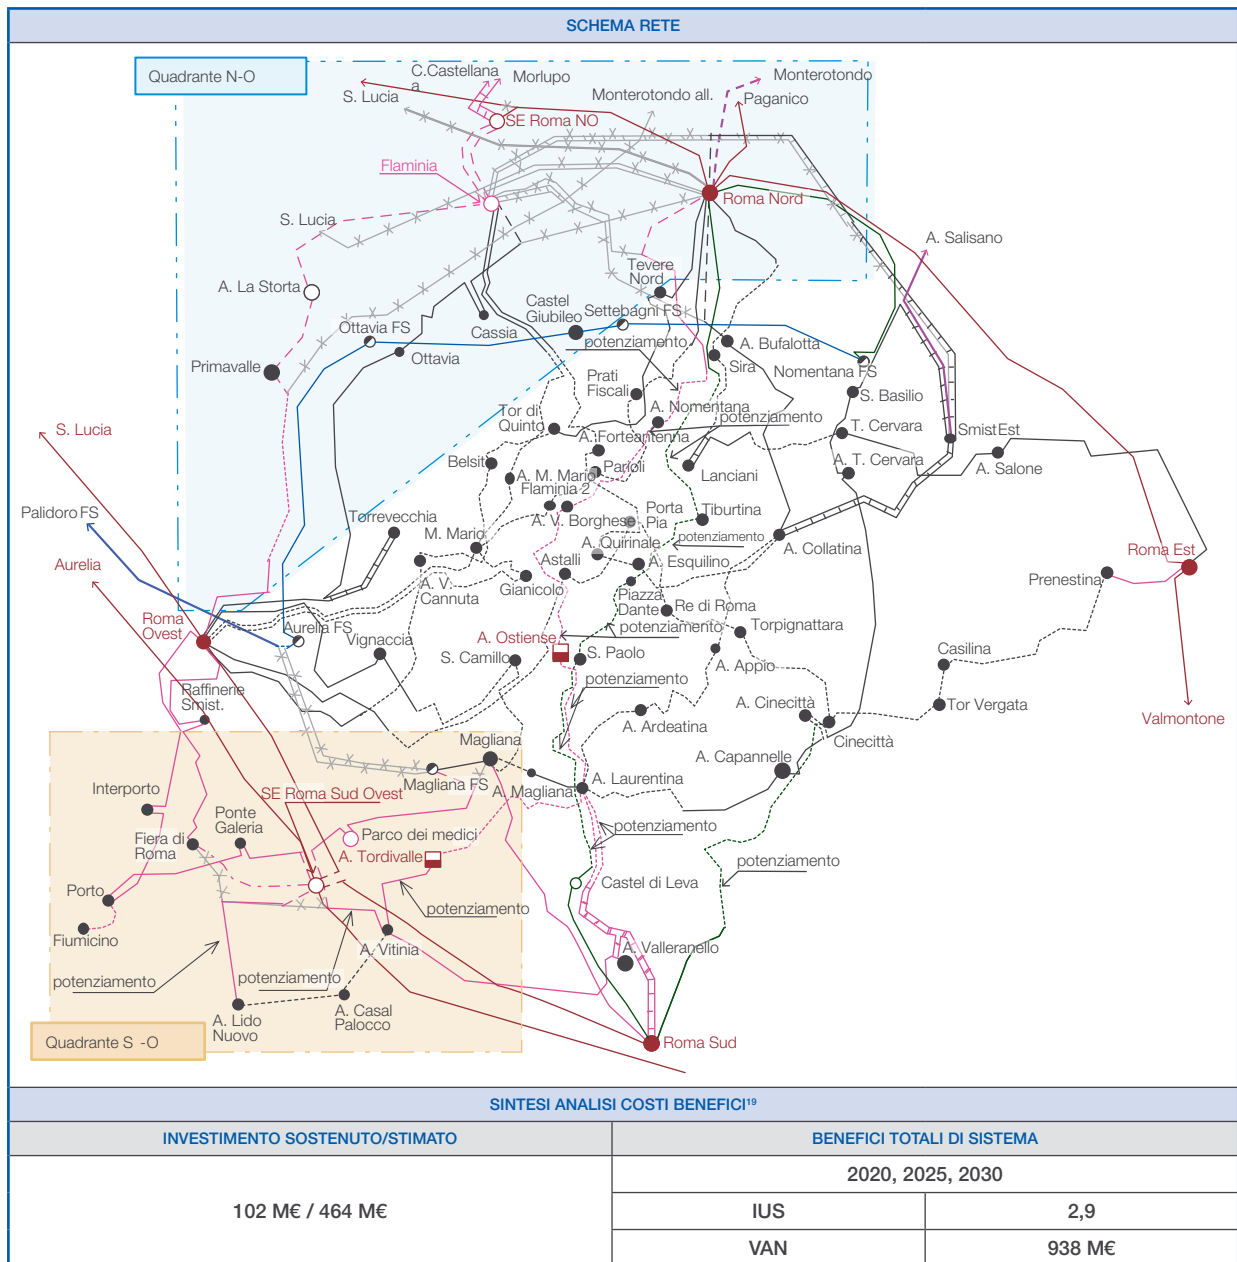 SCHEMA RETE
Quadrante N-O
C.Castellana
a
Morlupo
S. Lucia
SE Roma NO
Monterotondo all.
Monterotondo
Paganico
Flaminia
Roma Nord
S. Lucia
A. Salisano
A. La Storta
Tevere
Nord
Ottavia FS
Castel
Giubileo
Settebagni FS
Cassia
potenziamento
A. Bufalotta
Ottavia
Sira
Nomentana FS
Primavalle
Prati
Fiscali
S. Basilio
Tor di
Quinto
A. Nomentana
potenziamento
S. Lucia
T. Cervara
SmistEst
A. Forteantenna
Belsit
A. M. Mario
Parioli
Lanciani
A. T. Cervara
A. Salone
Flaminia 2
Palidoro FS
Torrevecchia
A. V. Borghese
Porta
Pia
Tiburtina
M. Mario
A. Quirinale
potenziamento
A. Collatina
Roma Est
Aurelia
Astalli
A. Esquilino
A. V.
Cannuta
Gianicolo
Piazza
Dante
Prenestina
Roma
Ovest
Aurelia FS
Re di Roma
Vignaccia
A. Ostiense
potenziamento
Torpignattara
S. Camillo
S. Paolo
A. Appio
Casilina
Raffinerie
Smist.
potenziamento
A. Cinecittà
Tor Vergata
Valmontone
A. Ardeatina
Cinecittà
Magliana
A. Capannelle
Magliana FS
A. Laurentina
A. Magliana
Interporto
SE Roma Sud Ovest
Ponte
Galeria
Fiera di
Roma
Parco dei medici
potenziamento
A. Tordivalle
potenziamento
Porto
Castel di Leva
potenziamento
Fiumicino
A. Vitinia
A. Valleranello
potenziamento
potenziamento
A. Lido
Nuovo
A. Casal
Palocco
Quadrante S -O
Roma Sud
SINTESI ANALISI COSTI BENEFICI19
INVESTIMENTO SOSTENUTO/STIMATO
BENEFICI TOTALI DI SISTEMA
2020, 2025, 2030
102 M€ / 464 M€
IUS
2,9
VAN
938 M€